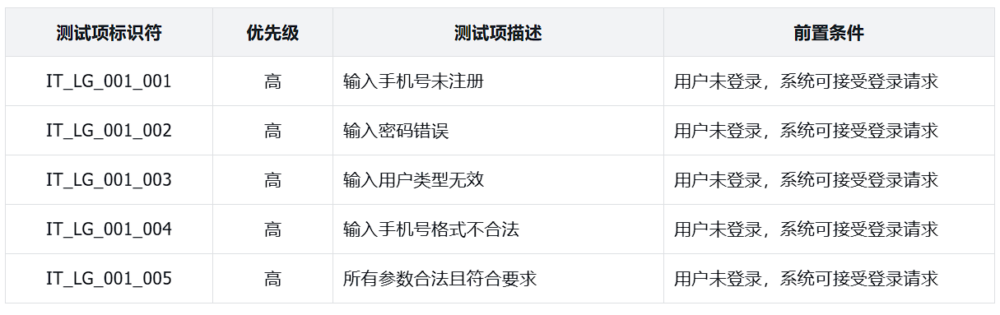 测试项标识符 优先级 测试项描述 前置条件
IT_LG_001_001 高 输入手机号未注册 用户未登录，系统可接受登录请求
IT_LG_001_002 高 输入密码错误 用户未登录，系统可接受登录请求
IT_LG_001_003 高 输入用户类型无效 用户未登录，系统可接受登录请求
IT_LG_001_004 高 输入手机号格式不合法 用户未登录，系统可接受登录请求
IT_LG_001_005 高 所有参数合法且符合要求 用户未登录，系统可接受登录请求